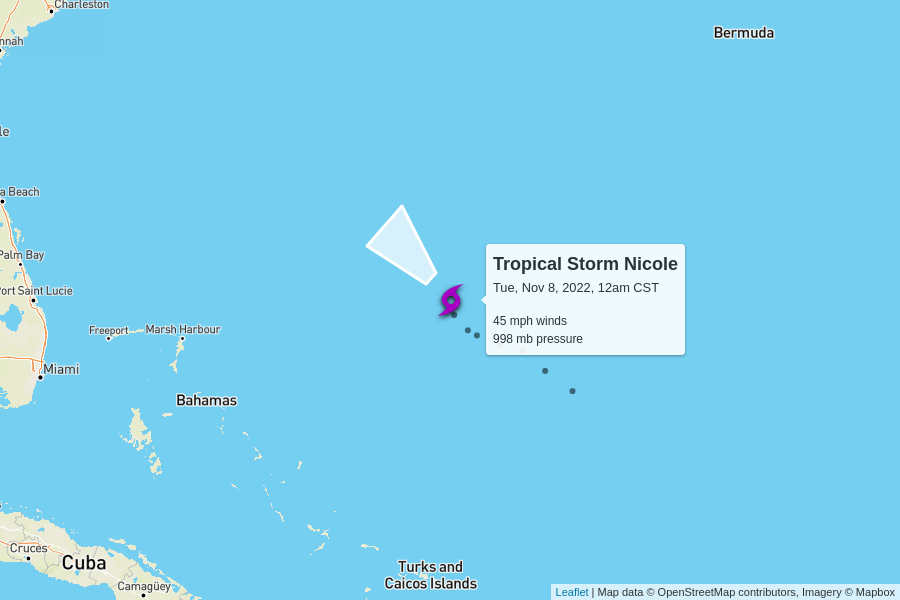 Charleston
Bermuda
nnah
le
a Beach
Palm Bay
Port Saint Lucie
Tropical Storm Nicole
Tue, Nov 8, 2022, 12am CST
45 mph winds
998 mb pressure
Freeport
Marsh Harbour
Miami
Bahamas
Cruces
Cuba
Camagüey
Turks and
Caicos Islands
Leaflet | Map data © OpenStreetMap contributors, Imagery © Mapbox